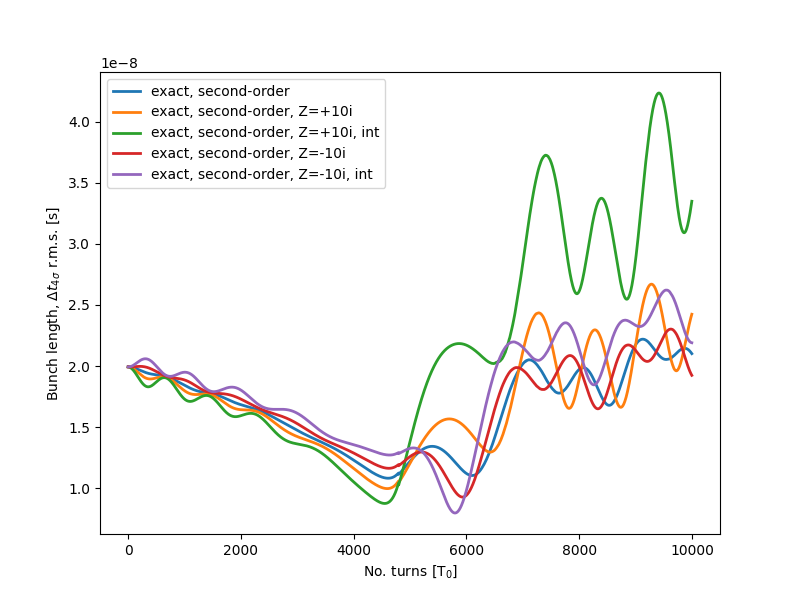 1e−8
exact, second-order
exact, second-order, Z=+10i
exact, second-order, Z=+10i, int
exact, second-order, Z=-10i
exact, second-order, Z=-10i, int
4.0
3.5
3.0
2.5
2.0
1.5
1.0
Bunch length, Δt4σ r.m.s. [s]
0 2000 4000 6000 8000 10000
No. turns [T0]